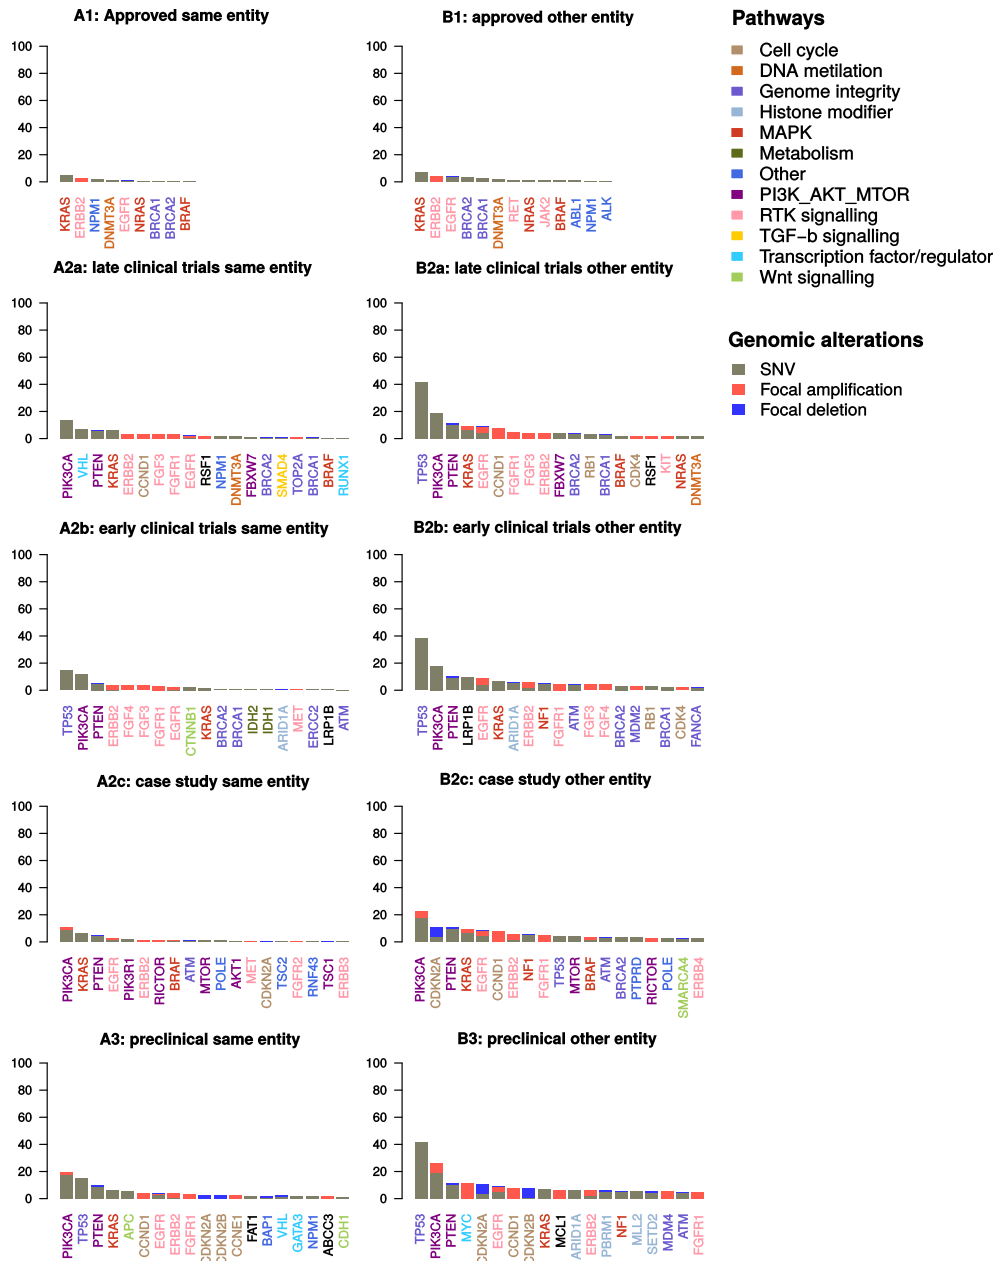 A1: Approved same entity
100
80
60
40
20
0
KRAS
ERBB2
NPM1
DNMT3A
EGFR
NRAS
BRCA1
BRCA2
BRAF
B1: approved other entity
100
80
60
40
20
0
KRAS
ERBB2
EGFR
BRCA2
BRCA1
DNMT3A
RET
NRAS
JAK2
BRAF
ABL1
NPM1
ALK
Pathways
Cell cycle
DNA metilation
Genome integrity
Histone modifier
MAPK
Metabolism
Other
PI3K_AKT_MTOR
RTK signalling
TGF−b signalling
Transcription factor/regulator
Wnt signalling
Genomic alterations
SNV
Focal amplification
Focal deletion
A2a: late clinical trials same entity
100
80
60
40
20
0
PIK3CA
VHL
PTEN
KRAS
ERBB2
CCND1
FGF3
FGFR1
EGFR
RSF1
NPM1
DNMT3A
FBXW7
BRCA2
SMAD4
TOP2A
BRCA1
BRAF
RUNX1
B2a: late clinical trials other entity
100
80
60
40
20
0
TP53
PIK3CA
PTEN
KRAS
EGFR
CCND1
FGFR1
FGF3
ERBB2
FBXW7
BRCA2
RB1
BRCA1
BRAF
CDK4
RSF1
KIT
NRAS
DNMT3A
A2b: early clinical trials same entity
100
80
60
40
20
0
TP53
PIK3CA
PTEN
ERBB2
FGF4
FGF3
FGFR1
EGFR
CTNNB1
KRAS
BRCA2
BRCA1
IDH2
IDH1
ARID1A
MET
ERCC2
LRP1B
ATM
B2b: early clinical trials other entity
100
80
60
40
20
0
TP53
PIK3CA
PTEN
LRP1B
EGFR
KRAS
ARID1A
ERBB2
NF1
FGFR1
ATM
FGF3
FGF4
BRCA2
MDM2
RB1
BRCA1
CDK4
FANCA
A2c: case study same entity
100
80
60
40
20
0
PIK3CA
KRAS
PTEN
EGFR
PIK3R1
ERBB2
RICTOR
BRAF
ATM
MTOR
POLE
AKT1
MET
CDKN2A
TSC2
FGFR2
RNF43
TSC1
ERBB3
B2c: case study other entity
100
80
60
40
20
0
PIK3CA
CDKN2A
PTEN
KRAS
EGFR
CCND1
ERBB2
NF1
FGFR1
TP53
MTOR
BRAF
ATM
BRCA2
PTPRD
RICTOR
POLE
SMARCA4
ERBB4
A3: preclinical same entity
100
80
60
40
20
0
PIK3CA
TP53
PTEN
KRAS
APC
CCND1
EGFR
ERBB2
FGFR1
CDKN2A
CDKN2B
CCNE1
FAT1
BAP1
VHL
GATA3
NPM1
ABCC3
CDH1
B3: preclinical other entity
100
80
60
40
20
0
TP53
PIK3CA
PTEN
MYC
CDKN2A
EGFR
CCND1
CDKN2B
KRAS
MCL1
ARID1A
ERBB2
PBRM1
NF1
MLL2
SETD2
MDM4
ATM
FGFR1